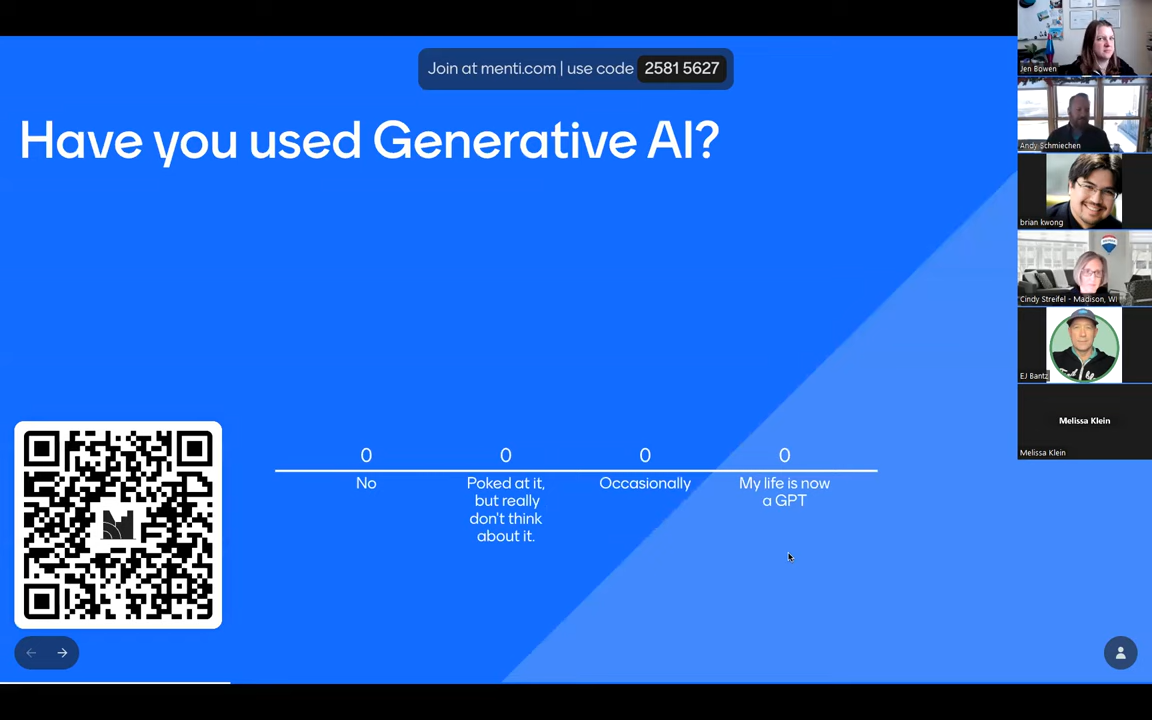 Join at menti.com | use code 2581 5627
Have you used Generative AI?
0
No
0
Poked at it,
but really
don't think
about it.
0
Occasionally
0
My life is now
a GPT
Jen Bowen
Andy Schmiechen
brian kwong
Cindy Streifel - Madison, WI
EJ Bantz
Melissa Klein
Melissa Klein